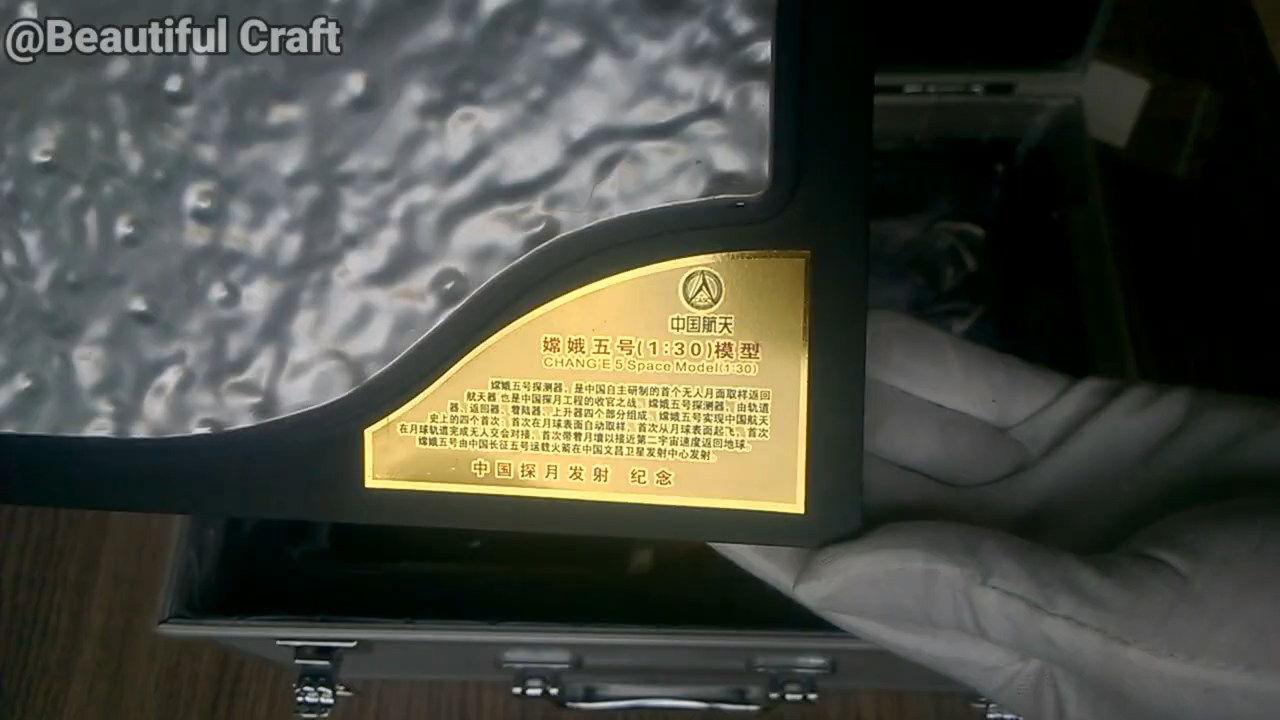 @Beautiful Craft
中国航天
嫦娥五号(1:30)模型
CHANG'E 5 Space Model(1:30)
嫦娥五号探测器、是中国自主研制的首个无人月面取样返回
航天器 也是中国探月工程的收官之战。嫦娥五号探测器、由轨道
器、返回器、着陆器、上升器四个部分组成、嫦娥五号实现中国航天
史上的四个首次、首次在月球表面自动取样、首次从月球表面起飞、首次
在月球轨道完成无人交会对接、首次带着月壤以接近第二宇宙速度返回地球。
嫦娥五号由中国长征五号运载火箭在中国文昌卫星发射中心发射。
中国探月发射 纪念